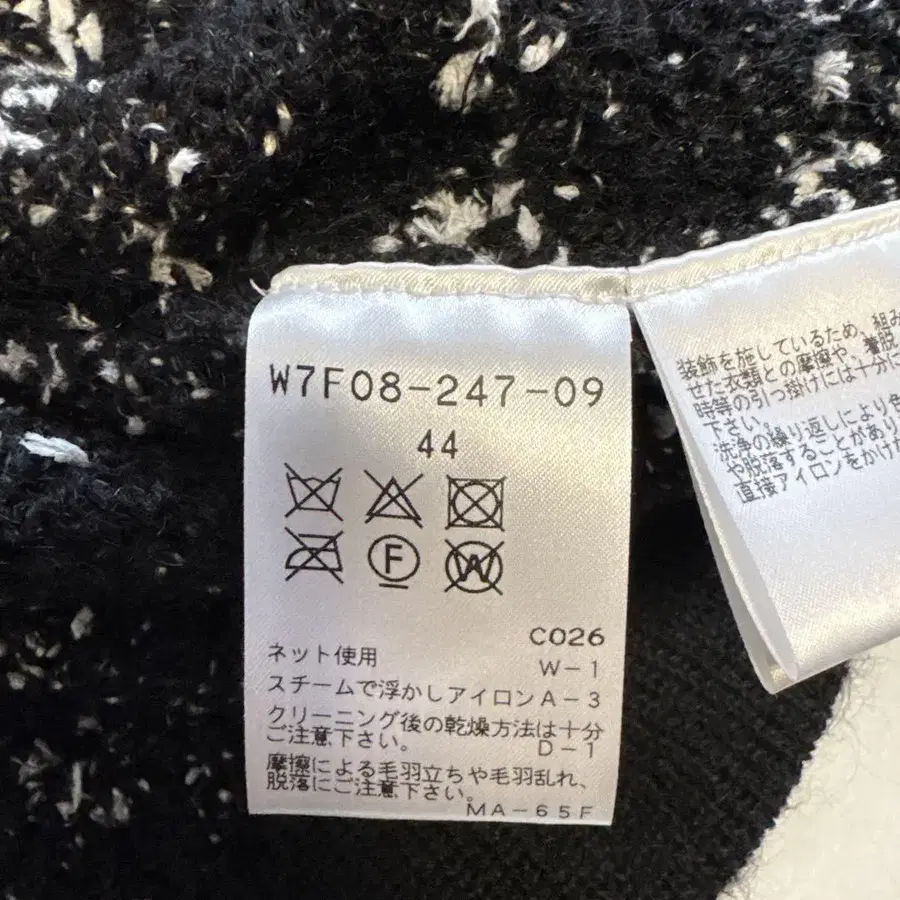 W7F08-247-09
44
F
W
C026
ネット使用 W-1
スチームで浮かしアイロンA-3
クリーニング後の乾燥方法は十分
ご注意下さい。 D-1
摩擦による毛羽立ちや毛羽乱れ、
脱落にご注意下さい。
MA-65F
装飾を施しているため、組み
せた衣類との摩擦や、着脱
時等の引っ掛けには十分に
下さい。
洗浄の繰り返しにより色
や脱落することがあり
直接アイロンをかけた